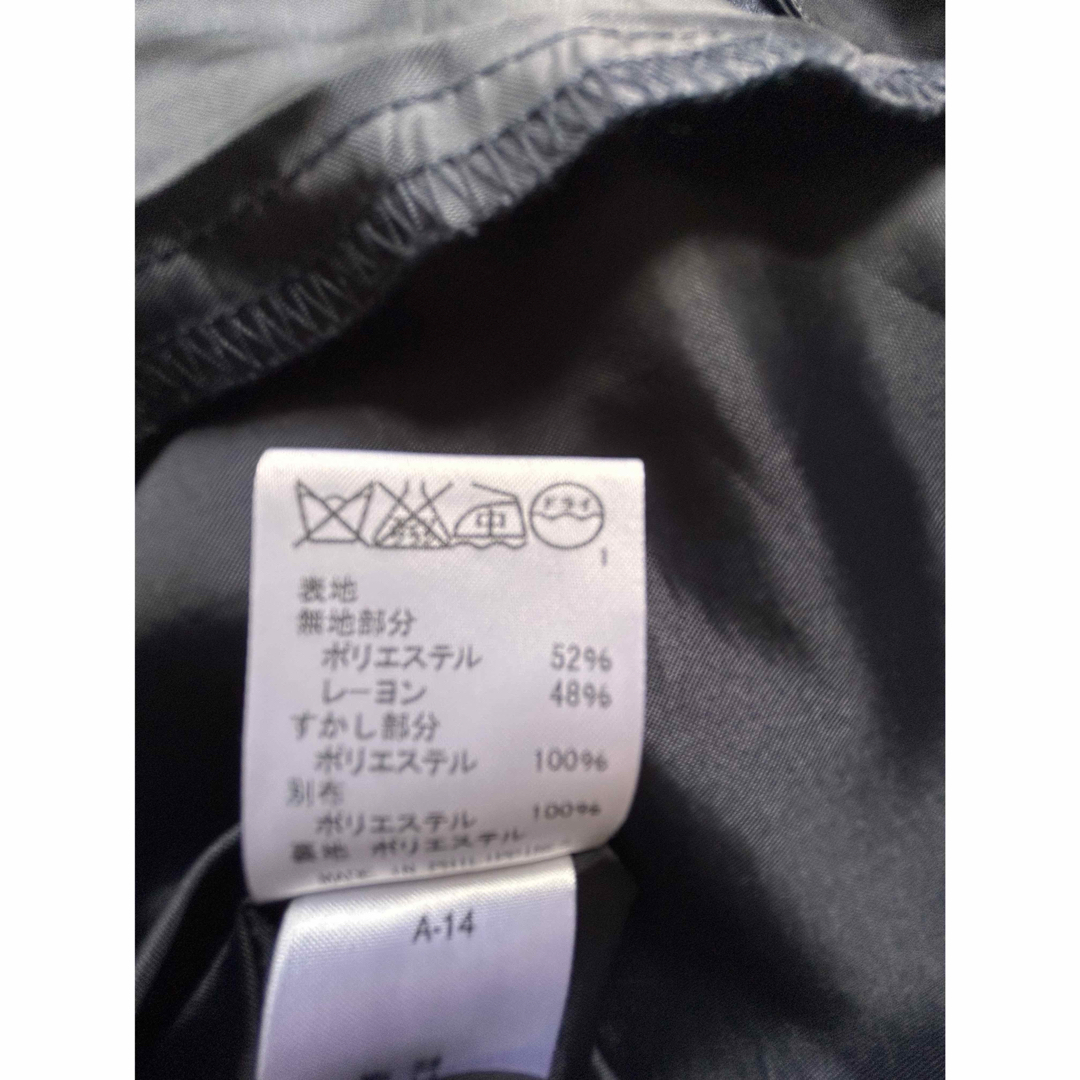 中 ドライ
1
表地
無地部分
ポリエステル 52%
レーヨン 48%
すかし部分
ポリエステル 100%
別布
ポリエステル 100%
裏地 ポリエステル
A-14